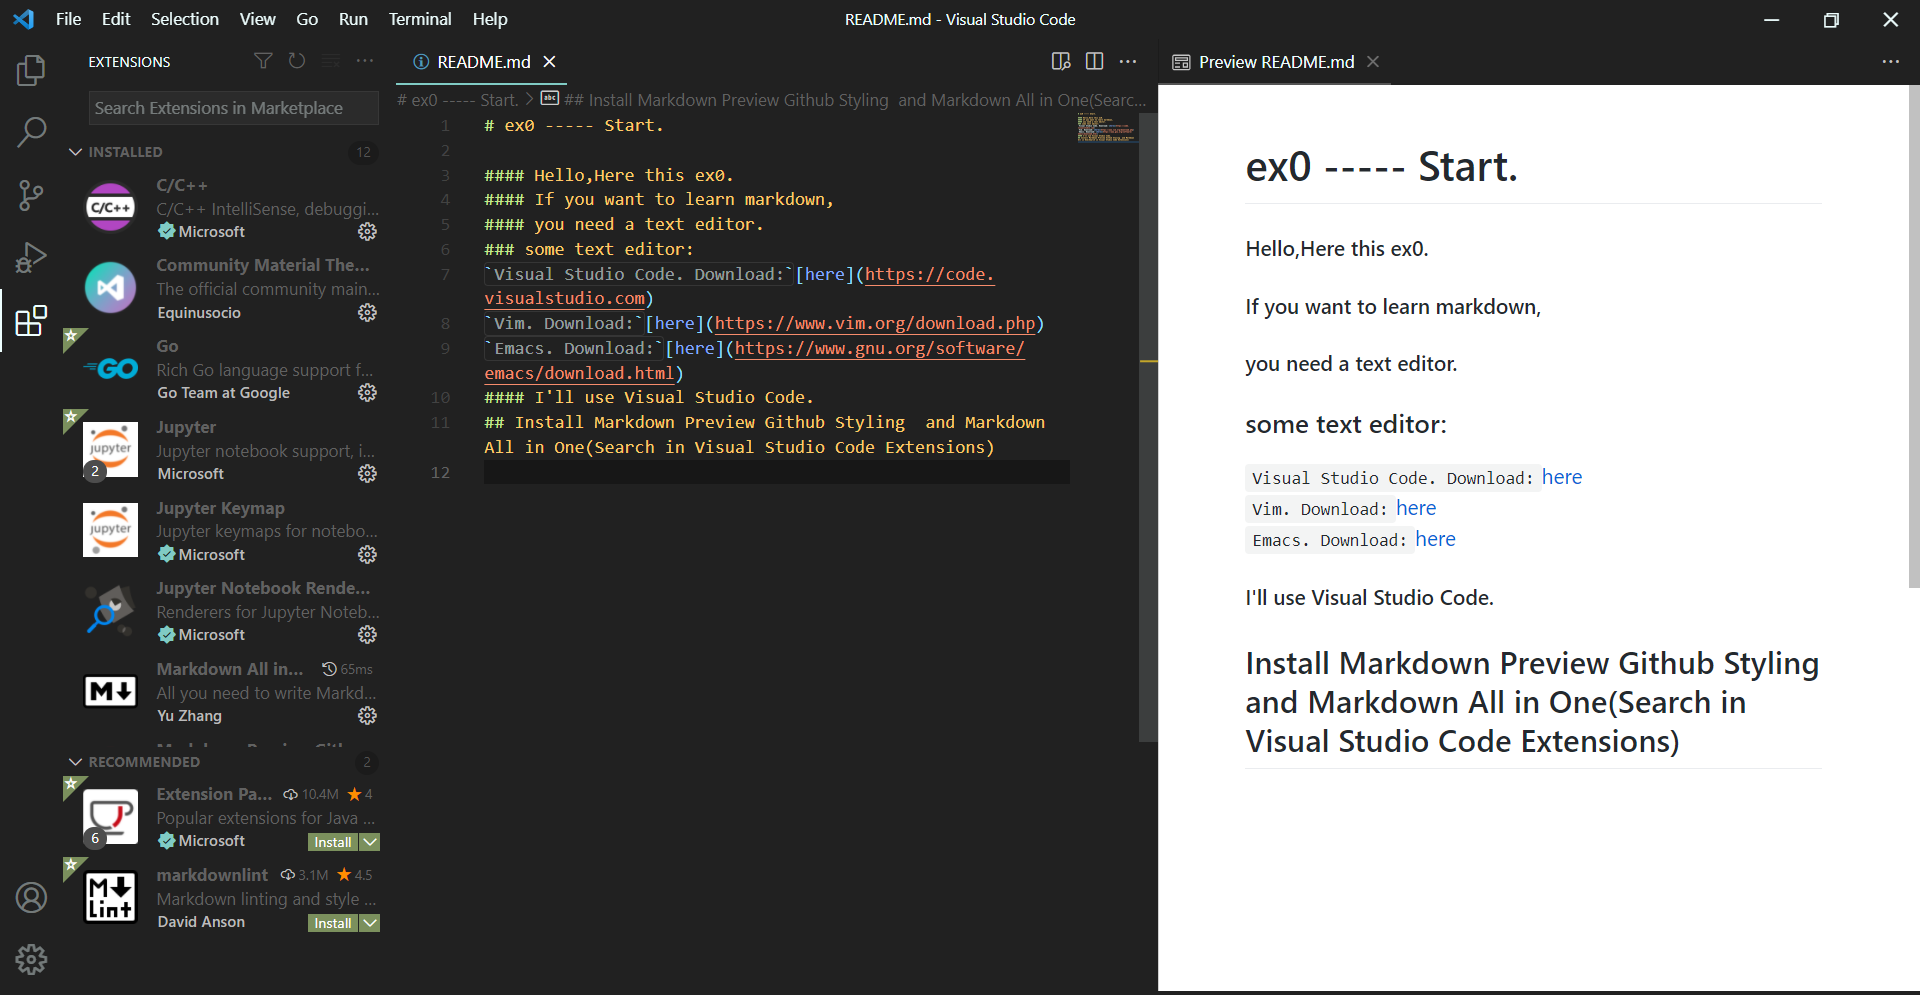 File Edit Selection View Go Run Terminal Help
README.md - Visual Studio Code
EXTENSIONS
Search Extensions in Marketplace
INSTALLED 12
C/C++
C/C++
C/C++ IntelliSense, debuggi...
Microsoft
Community Material The...
The official community main...
Equinusocio
GO
Go
Rich Go language support f...
Go Team at Google
jupyter
2
Jupyter
Jupyter notebook support, i...
Microsoft
jupyter
Jupyter Keymap
Jupyter keymaps for notebo...
Microsoft
Jupyter Notebook Rende...
Renderers for Jupyter Noteb...
Microsoft
M
Markdown All in... 65ms
All you need to write Markd...
Yu Zhang
RECOMMENDED 2
6
Extension Pa... 10.4M 4
Popular extensions for Java ...
Microsoft Install
M
lint
markdownlint 3.1M 4.5
Markdown linting and style ...
David Anson Install
README.md
# ex0 ----- Start. > abc ## Install Markdown Preview Github Styling  and Markdown All in One(Searc...
1 # ex0 ----- Start.
2
3 #### Hello,Here this ex0.
4 #### If you want to learn markdown,
5 #### you need a text editor.
6 ### some text editor:
7 `Visual Studio Code. Download:`[here](https://code.
visualstudio.com)
8 `Vim. Download:`[here](https://www.vim.org/download.php)
9 `Emacs. Download:`[here](https://www.gnu.org/software/
emacs/download.html)
10 #### I'll use Visual Studio Code.
11 ## Install Markdown Preview Github Styling  and Markdown
All in One(Search in Visual Studio Code Extensions)
12
Preview README.md
ex0 ----- Start.
Hello,Here this ex0.
If you want to learn markdown,
you need a text editor.
some text editor:
Visual Studio Code. Download: here
Vim. Download: here
Emacs. Download: here
I'll use Visual Studio Code.
Install Markdown Preview Github Styling
and Markdown All in One(Search in
Visual Studio Code Extensions)